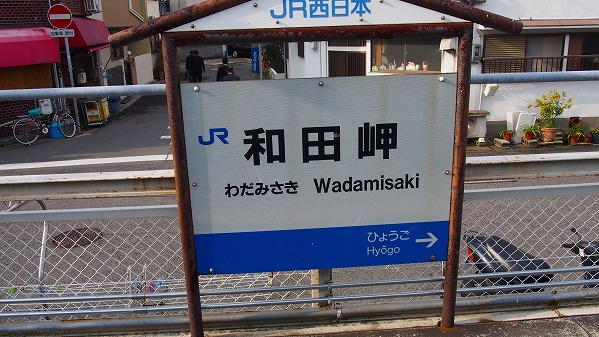 JR西日本
JR 和田岬
わだみさき Wadamisaki
ひょうご →
Hyōgo